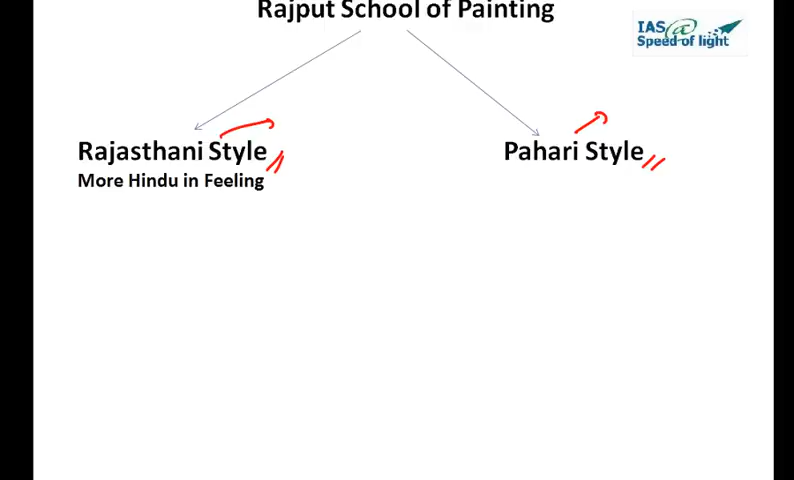 Rajput School of Painting
IAS@
Speed of light
Rajasthani Style
Pahari Style
More Hindu in Feeling